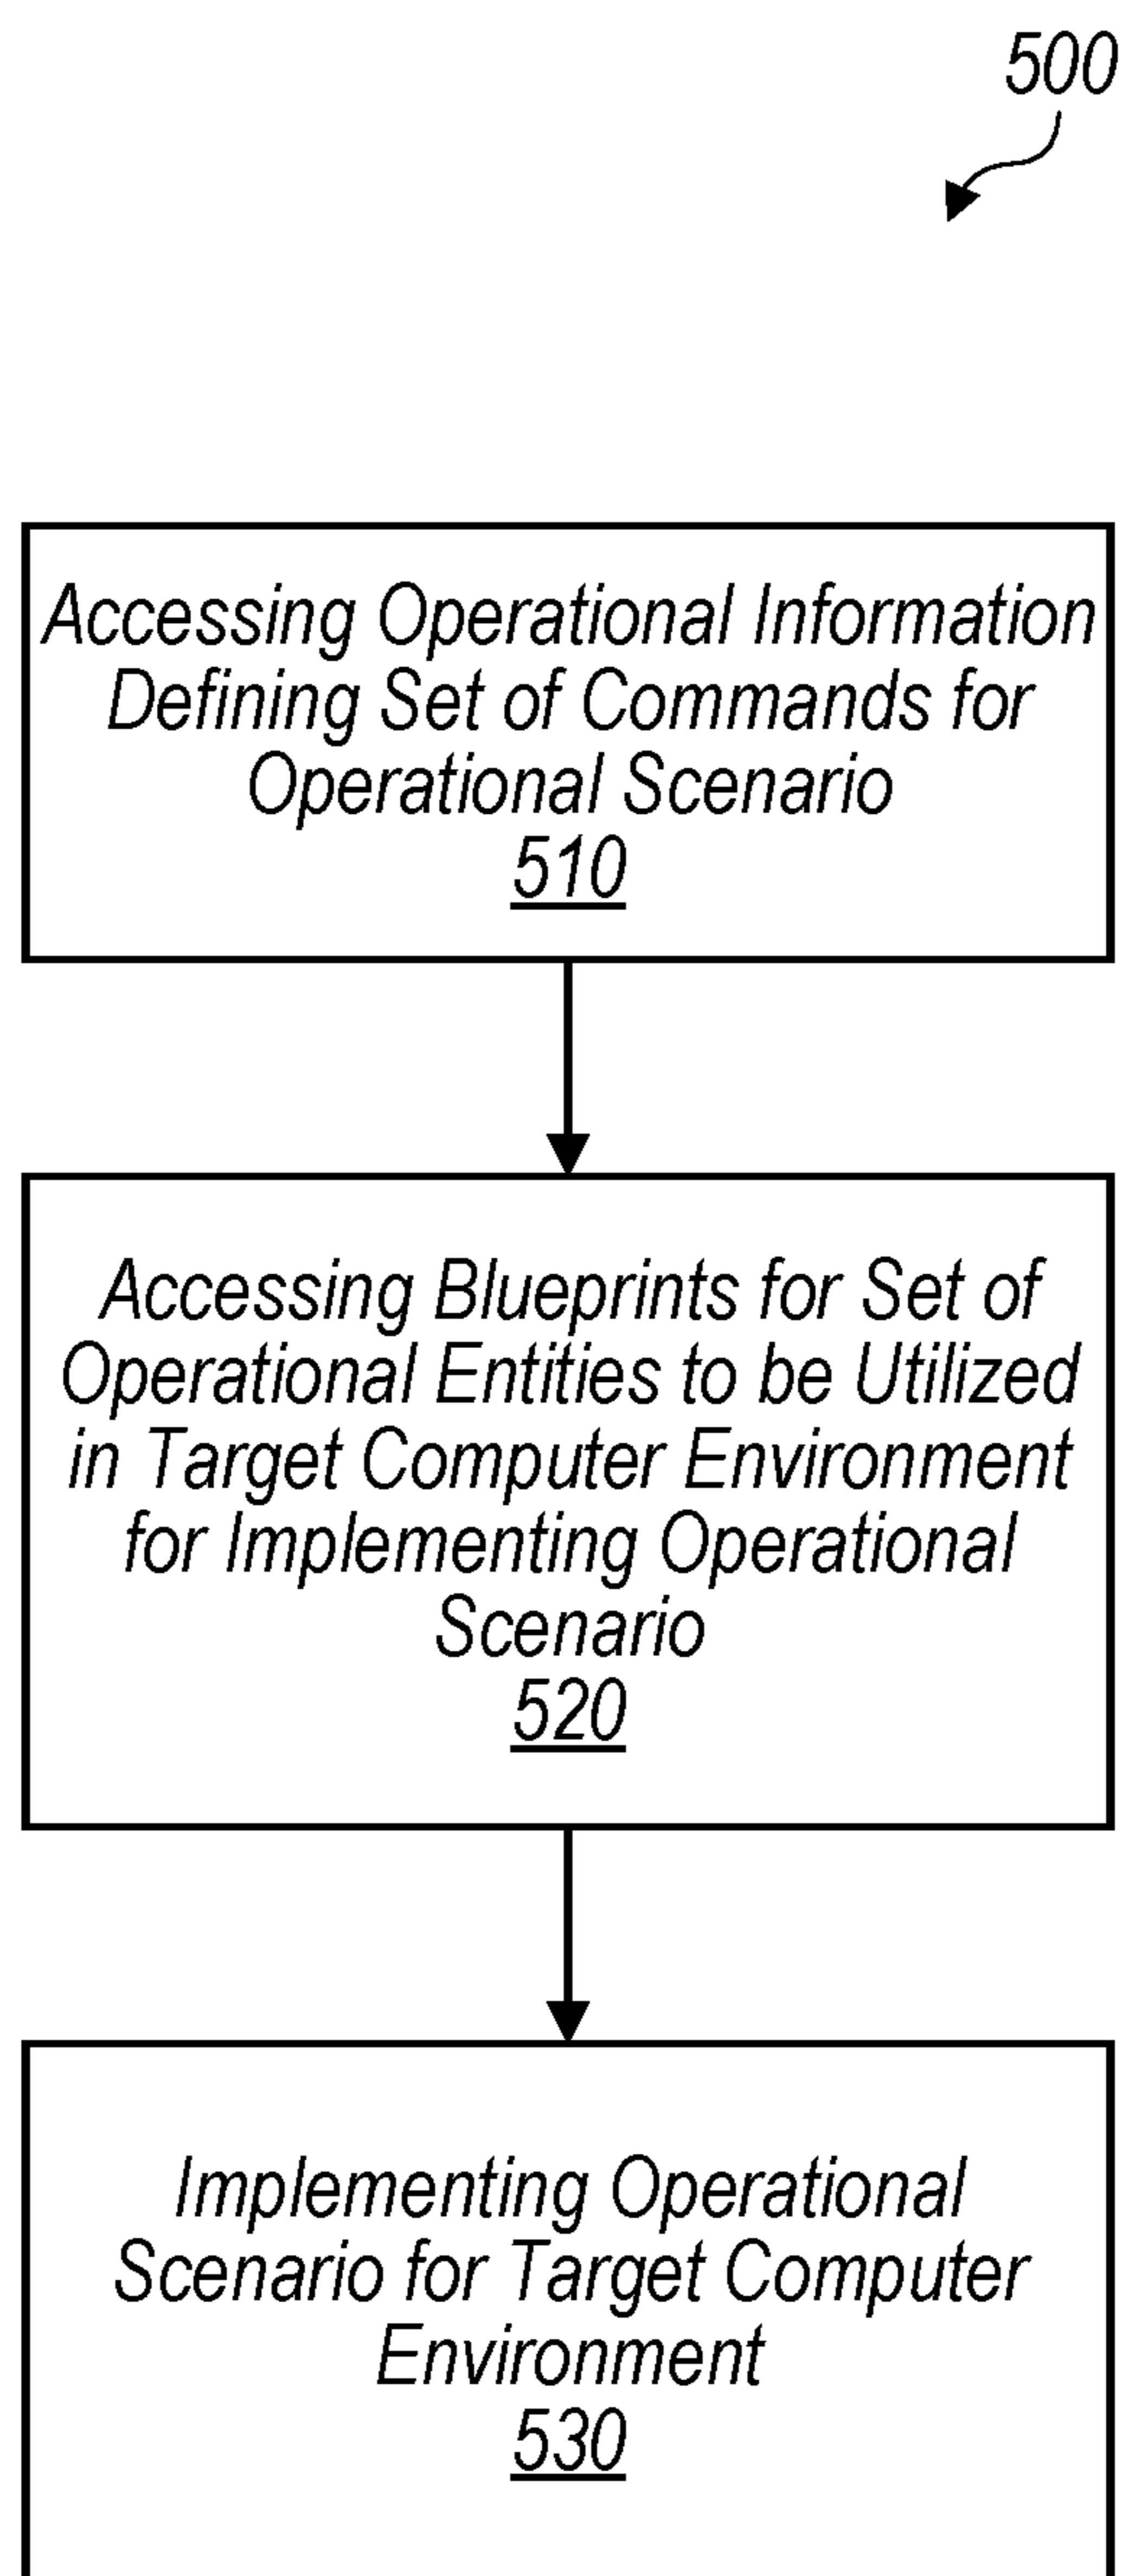 500
Accessing Operational Information
Defining Set of Commands for
Operational Scenario
510
Accessing Blueprints for Set of
Operational Entities to be Utilized
in Target Computer Environment
for Implementing Operational
Scenario
520
Implementing Operational
Scenario for Target Computer
Environment
530